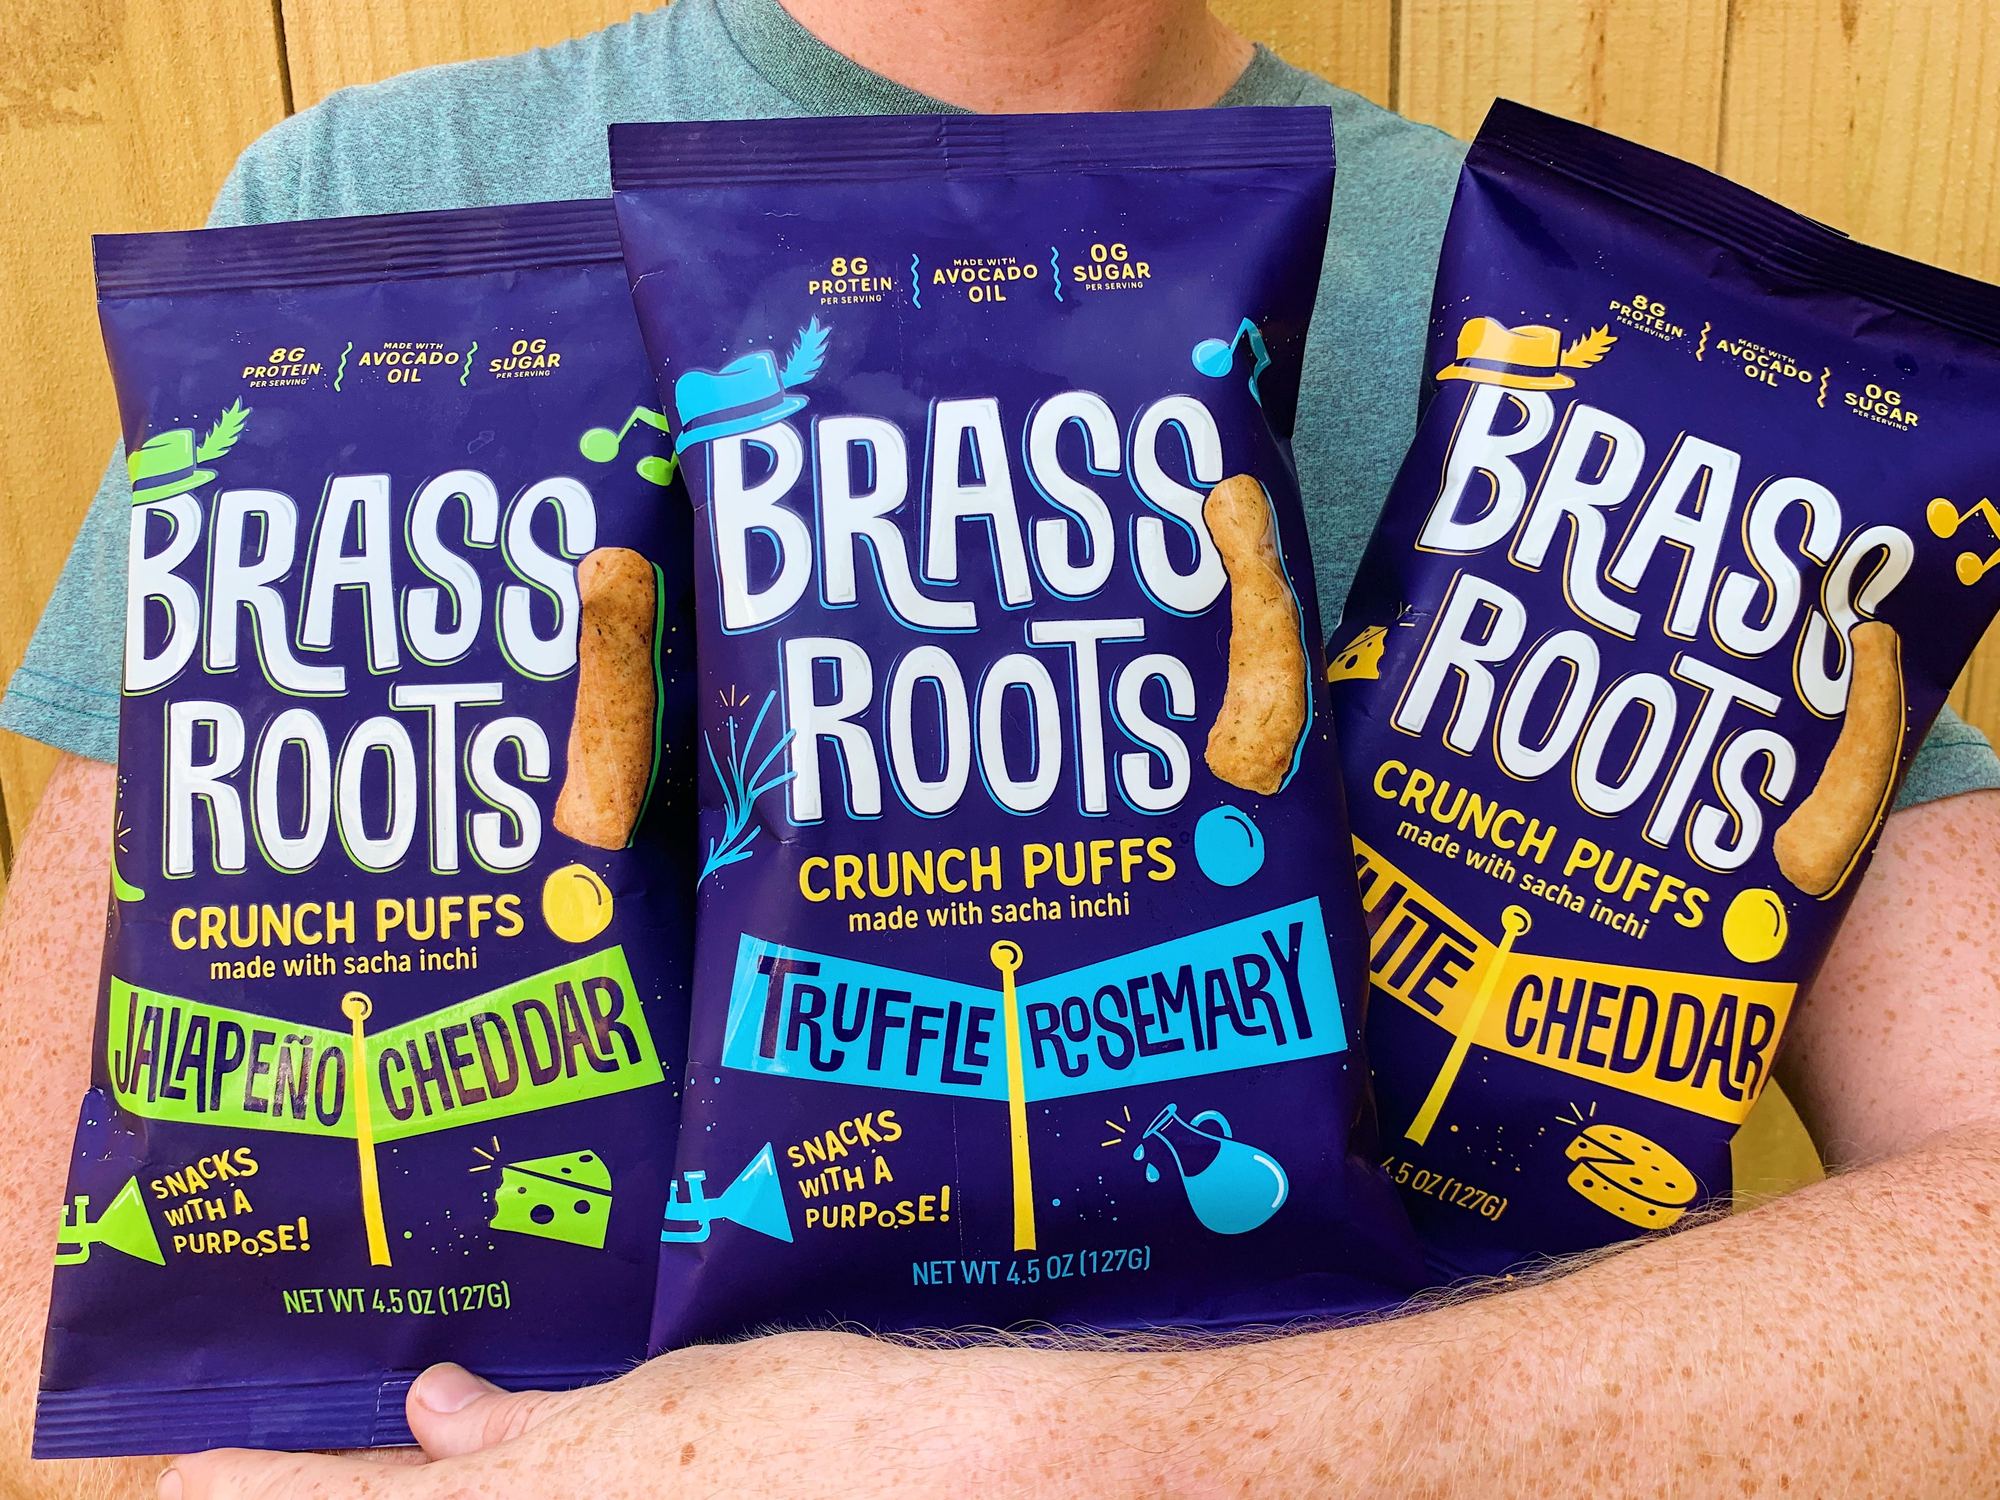 8G
PROTEIN
PER SERVING
MADE WITH
AVOCADO
OIL
0G
SUGAR
PER SERVING
BRASS
ROOTS
CRUNCH PUFFS
made with sacha inchi
JALAPEÑO CHEDDAR
SNACKS
WITH A
PURPOSE!
NET WT 4.5 OZ (127G)
8G
PROTEIN
PER SERVING
MADE WITH
AVOCADO
OIL
0G
SUGAR
PER SERVING
BRASS
ROOTS
CRUNCH PUFFS
made with sacha inchi
TRUFFLE ROSEMARY
SNACKS
WITH A
PURPOSE!
NET WT 4.5 OZ (127G)
8G
PROTEIN
PER SERVING
MADE WITH
AVOCADO
OIL
0G
SUGAR
PER SERVING
BRASS
ROOTS
CRUNCH PUFFS
made with sacha inchi
CHEDDAR
4.5 OZ (127G)